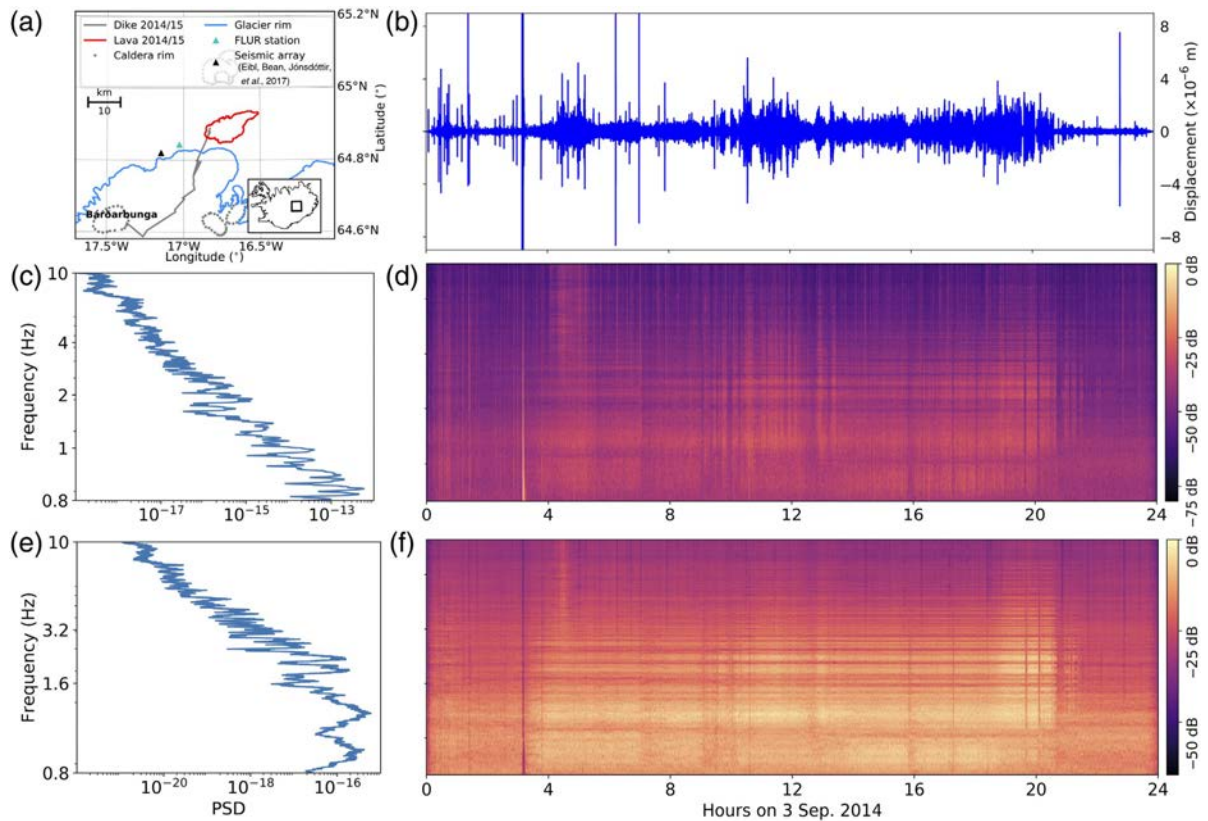 (a)
Dike 2014/15
Glacier rim
Lava 2014/15
FLUR station
Caldera rim
Seismic array
(Eibl, Bean, Jónsdóttir,
et al., 2017)
10 km
Bárðarbunga
65.2°N
65°N
64.8°N
64.6°N
Latitude (°)
17.5°W 17°W 16.5°W
Longitude (°)
(b)
8
4
0
−4
−8
Displacement (×10−6 m)
(c)
10
4
2
1
0.8
Frequency (Hz)
10−17 10−15 10−13
(d)
0 4 8 12 16 20 24
0 dB
−25 dB
−50 dB
−75 dB
(e)
10
3.2
1.6
0.8
Frequency (Hz)
10−20 10−18 10−16
PSD
(f)
0 4 8 12 16 20 24
Hours on 3 Sep. 2014
0 dB
−25 dB
−50 dB